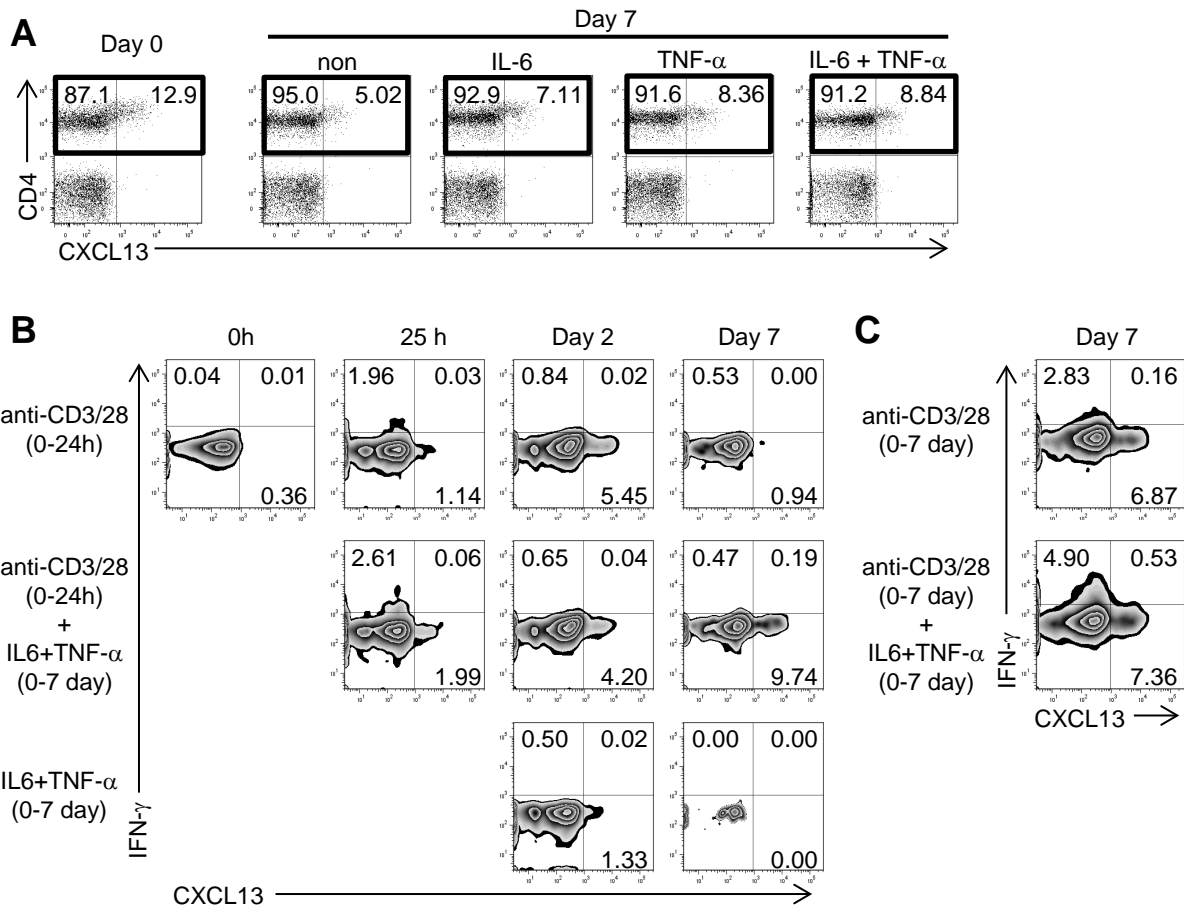 A
Day 0
Day 7
non
IL-6
TNF-α
IL-6 + TNF-α
87.1 12.9
95.0 5.02
92.9 7.11
91.6 8.36
91.2 8.84
CD4
CXCL13
B
0h
25 h
Day 2
Day 7
anti-CD3/28
(0-24h)
0.04 0.01
0.36
1.96 0.03
1.14
0.84 0.02
5.45
0.53 0.00
0.94
anti-CD3/28
(0-24h)
+
IL6+TNF-α
(0-7 day)
2.61 0.06
1.99
0.65 0.04
4.20
0.47 0.19
9.74
IL6+TNF-α
(0-7 day)
0.50 0.02
1.33
0.00 0.00
0.00
IFN-γ
CXCL13
C
Day 7
anti-CD3/28
(0-7 day)
2.83 0.16
6.87
anti-CD3/28
(0-7 day)
+
IL6+TNF-α
(0-7 day)
4.90 0.53
7.36
IFN-γ
CXCL13